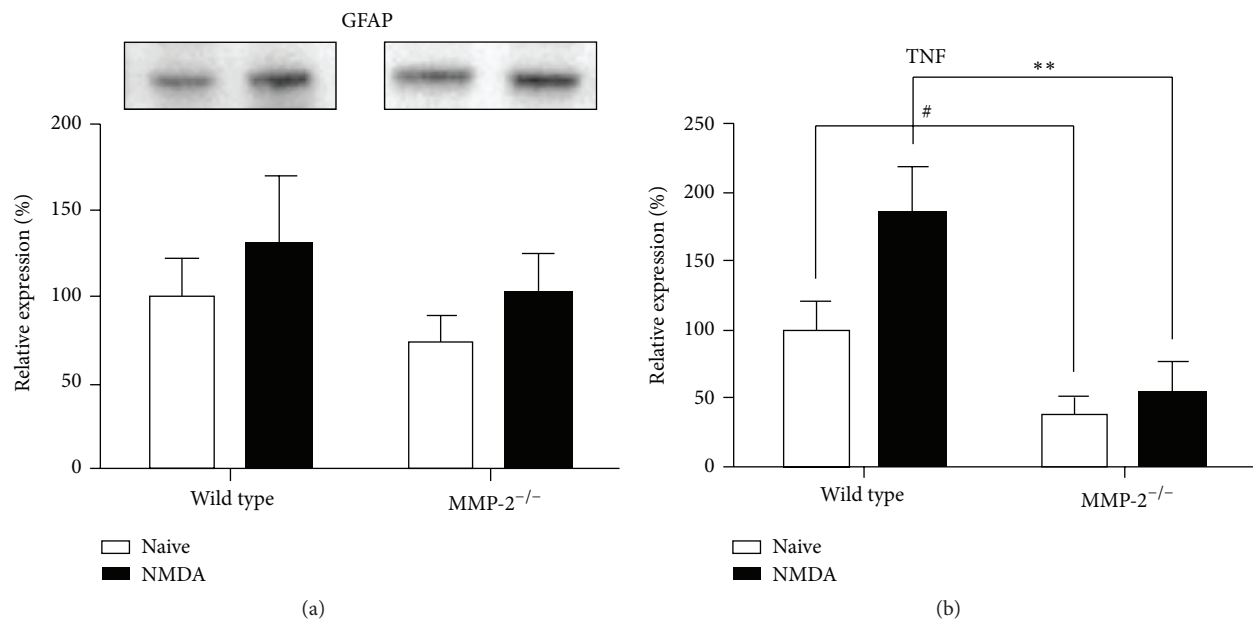 GFAP
200
150
100
50
0
Relative expression (%)
Wild type
MMP-2⁻/⁻
Naive
NMDA
(a)
TNF
**
#
250
200
150
100
50
0
Relative expression (%)
Wild type
MMP-2⁻/⁻
Naive
NMDA
(b)